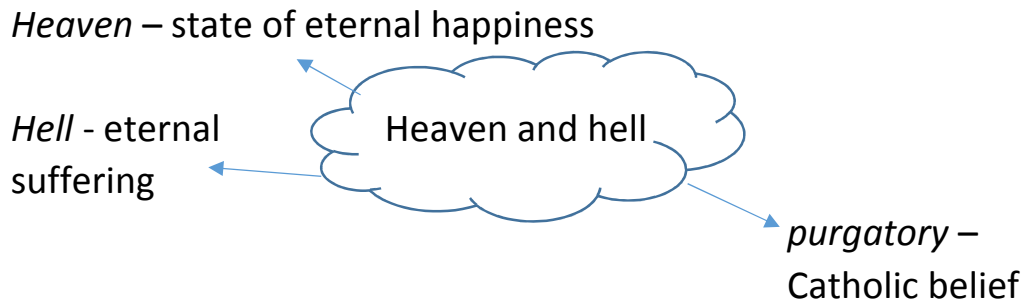 Heaven – state of eternal happiness
Hell - eternal
suffering
Heaven and hell
purgatory –
Catholic belief